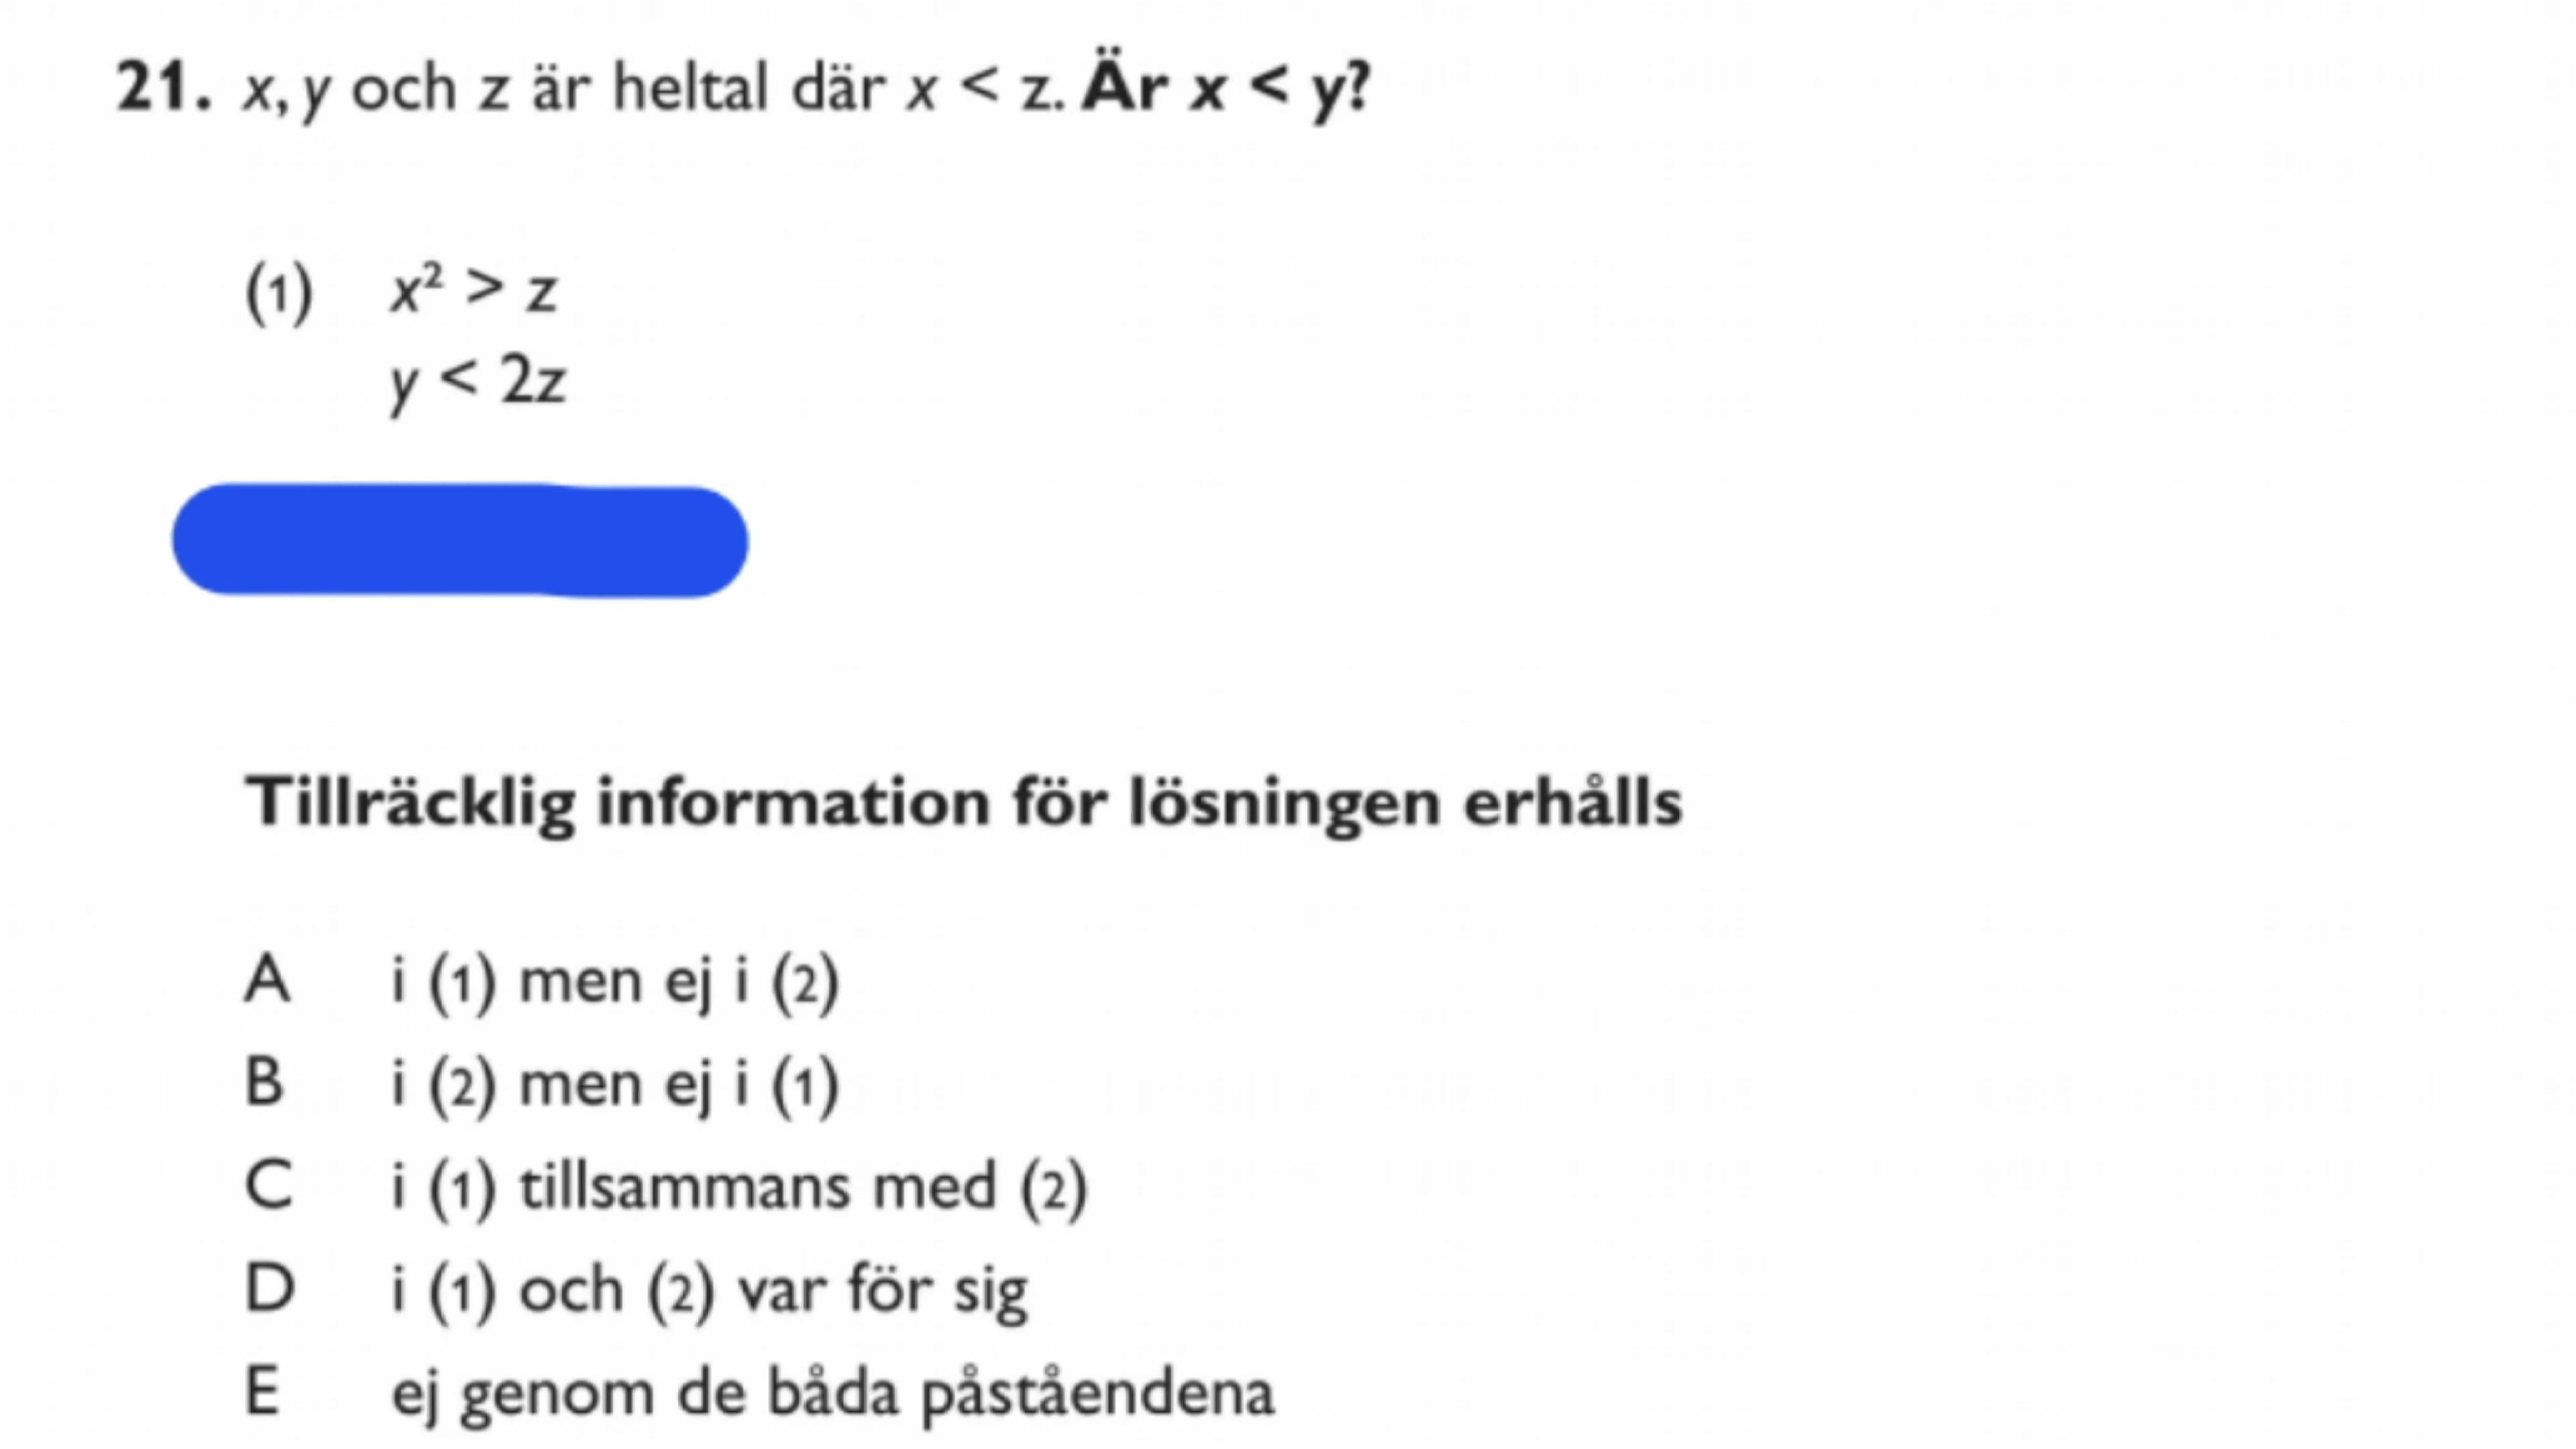 21. x, y och z är heltal där x < z. Är x < y?
(1) x² > z
y < 2z
Tillräcklig information för lösningen erhålls
A i (1) men ej i (2)
B i (2) men ej i (1)
C i (1) tillsammans med (2)
D i (1) och (2) var för sig
E ej genom de båda påståendena